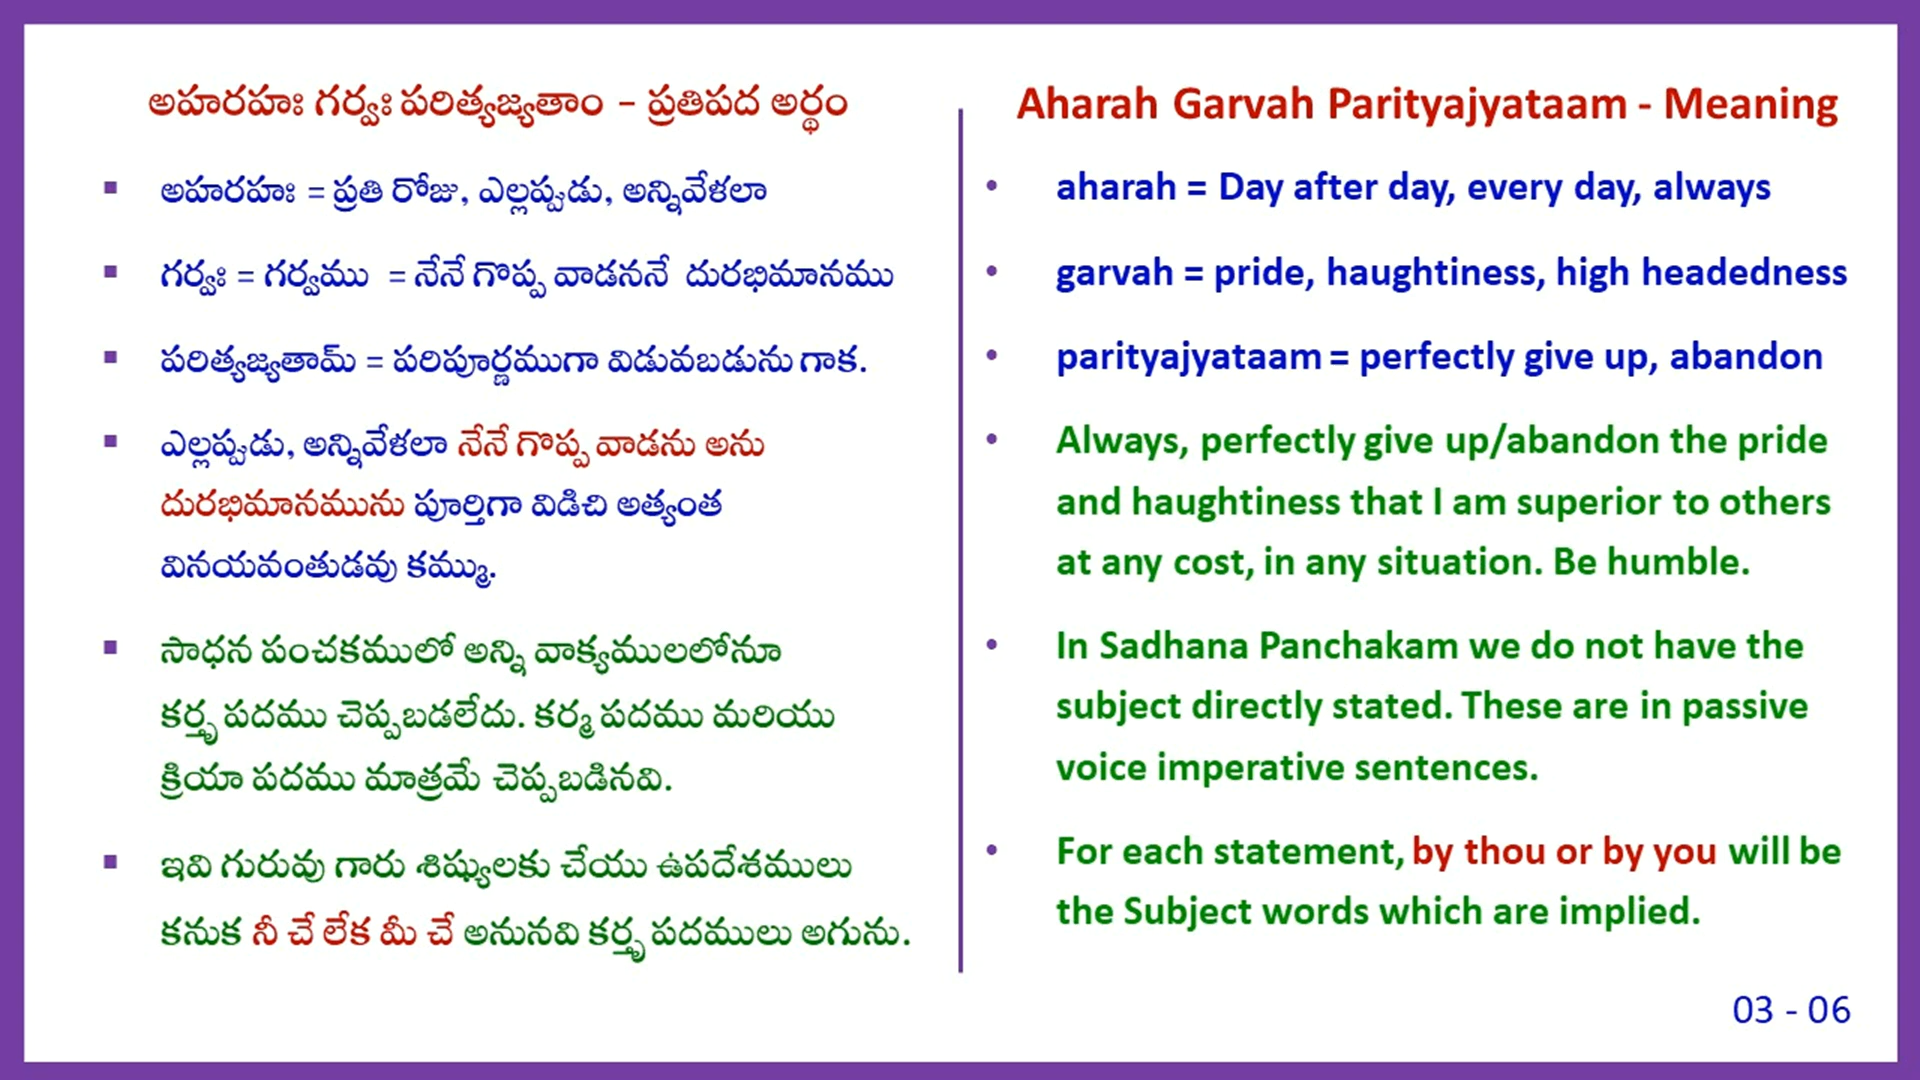 అహరహః గర్వః పరిత్యజ్యతాం – ప్రతిపద అర్థం
▪ అహరహః = ప్రతి రోజు, ఎల్లప్పుడు, అన్నివేళలా
▪ గర్వః = గర్వము = నేనే గొప్ప వాడననే దురభిమానము
▪ పరిత్యజ్యతామ్ = పరిపూర్ణముగా విడువబడును గాక.
▪ ఎల్లప్పుడు, అన్నివేళలా నేనే గొప్ప వాడను అను
దురభిమానమును పూర్తిగా విడిచి అత్యంత
వినయవంతుడవు కమ్ము.
▪ సాధన పంచకములో అన్ని వాక్యములలోనూ
కర్తృ పదము చెప్పబడలేదు. కర్మ పదము మరియు
క్రియా పదము మాత్రమే చెప్పబడినవి.
▪ ఇవి గురువు గారు శిష్యులకు చేయు ఉపదేశములు
కనుక నీ చే లేక మీ చే అనునవి కర్తృ పదములు అగును.
Aharah Garvah Parityajyataam - Meaning
• aharah = Day after day, every day, always
• garvah = pride, haughtiness, high headedness
• parityajyataam = perfectly give up, abandon
• Always, perfectly give up/abandon the pride
and haughtiness that I am superior to others
at any cost, in any situation. Be humble.
• In Sadhana Panchakam we do not have the
subject directly stated. These are in passive
voice imperative sentences.
• For each statement, by thou or by you will be
the Subject words which are implied.
03 - 06